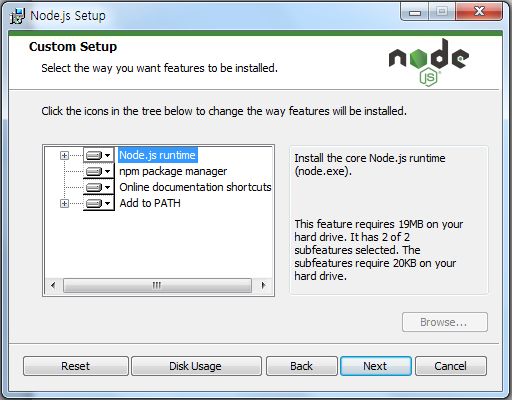 Node.js Setup
Custom Setup
Select the way you want features to be installed.
node
JS
Click the icons in the tree below to change the way features will be installed.
Node.js runtime
npm package manager
Online documentation shortcuts
Add to PATH
Install the core Node.js runtime
(node.exe).
This feature requires 19MB on your
hard drive. It has 2 of 2
subfeatures selected. The
subfeatures require 20KB on your
hard drive.
Browse...
Reset
Disk Usage
Back
Next
Cancel